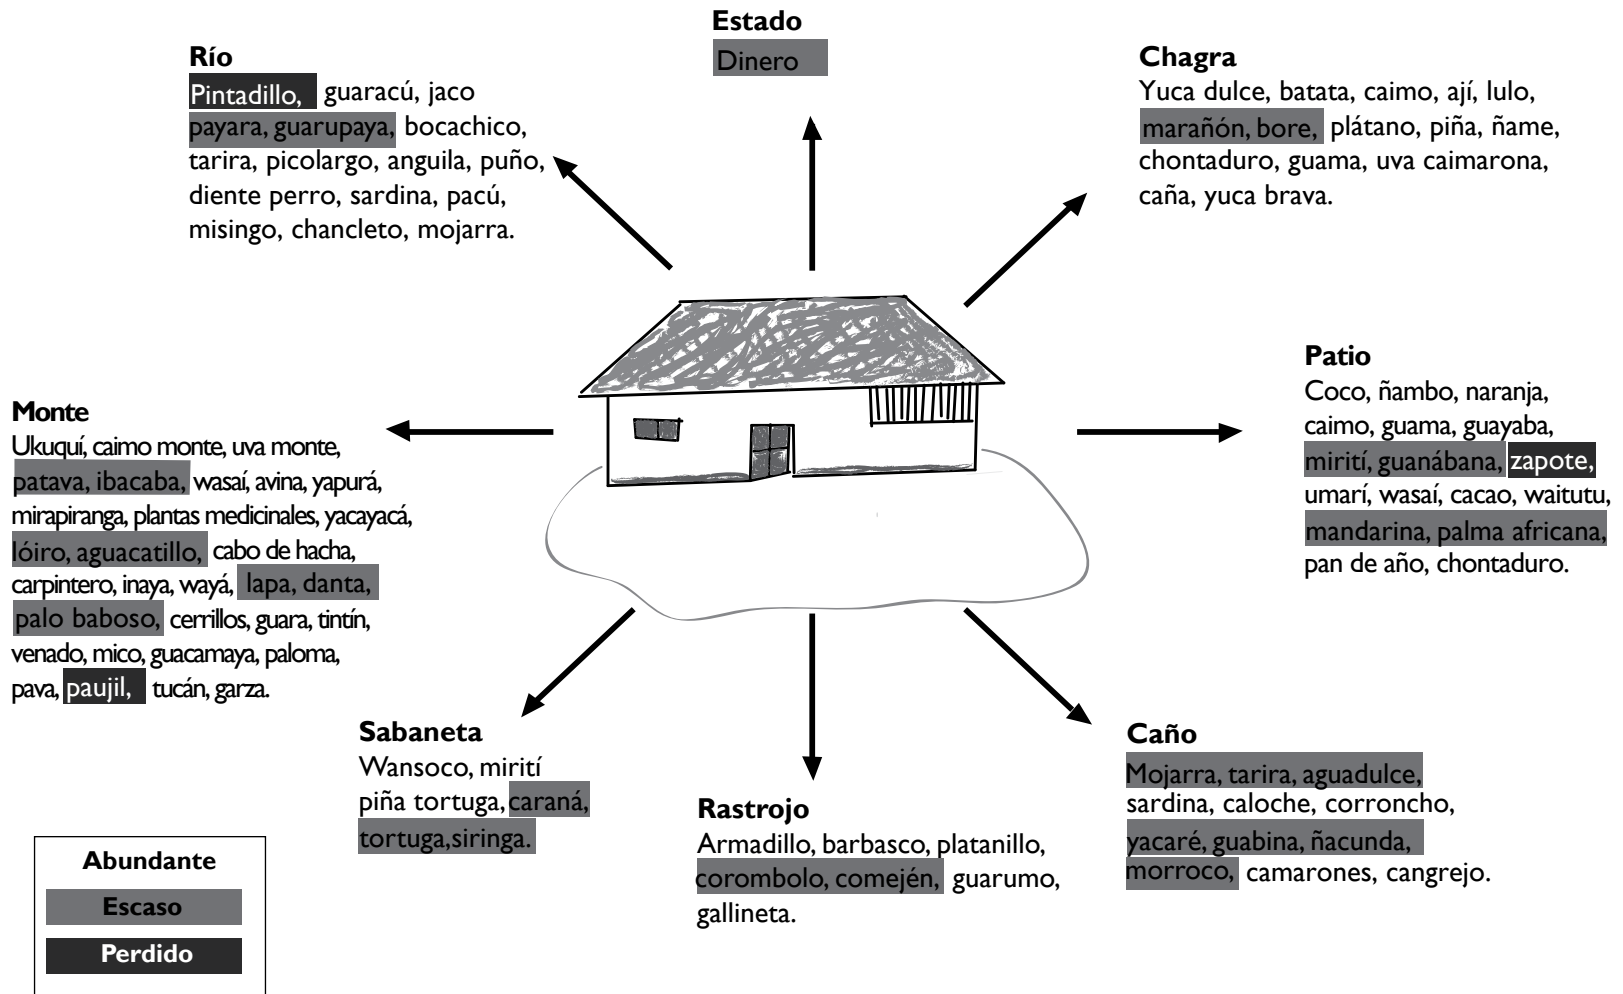 Estado
Dinero
Río
Pintadillo, guaracú, jaco
payara, guarupaya, bocachico,
tarira, picolargo, anguila, puño,
diente perro, sardina, pacú,
misingo, chancleto, mojarra.
Chagra
Yuca dulce, batata, caimo, ají, lulo,
marañón, bore, plátano, piña, ñame,
chontaduro, guama, uva caimarona,
caña, yuca brava.
Patio
Coco, ñambo, naranja,
caimo, guama, guayaba,
mirití, guanábana, zapote,
umarí, wasaí, cacao, waitutu,
mandarina, palma africana,
pan de año, chontaduro.
Monte
Ukuquí, caimo monte, uva monte,
patava, ibacaba, wasaí, avina, yapurá,
mirapiranga, plantas medicinales, yacayacá,
lóiro, aguacatillo, cabo de hacha,
carpintero, inaya, wayá, lapa, danta,
palo baboso, cerrillos, guara, tintín,
venado, mico, guacamaya, paloma,
pava, paujil, tucán, garza.
Sabaneta
Wansoco, mirití
piña tortuga, caraná,
tortuga,siringa.
Rastrojo
Armadillo, barbasco, platanillo,
corombolo, comején, guarumo,
gallineta.
Caño
Mojarra, tarira, aguadulce,
sardina, caloche, corroncho,
yacaré, guabina, ñacunda,
morroco, camarones, cangrejo.
Abundante
Escaso
Perdido